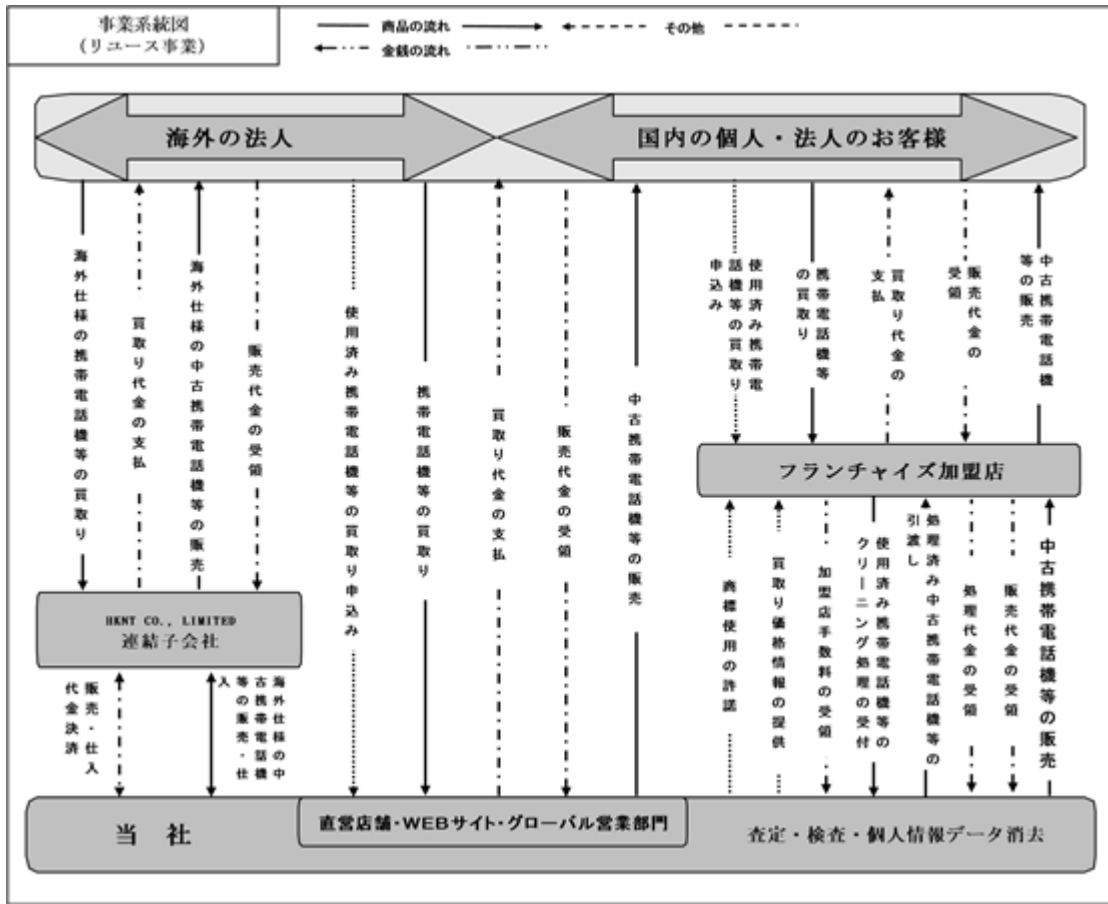 事業系統図
(リユース事業)
商品の流れ
その他
金銭の流れ
海外の法人
国内の個人・法人のお客様
海外仕様の携帯電話機等の買取り
買取り代金の支払
海外仕様の中古携帯電話機等の販売
販売代金の受領
使用済み携帯電話機等の買取り申込み
携帯電話機等の買取り
買取り代金の支払
販売代金の受領
中古携帯電話機等の販売
使用済み携帯電
話機等の買取り
申込み
携帯電話機等
の買取り
買取り代金の
支払
販売代金の
受領
中古携帯電話機
等の販売
フランチャイズ加盟店
HKNT CO., LIMITED
連結子会社
販売・仕入
代金決済
海外仕様の中
古携帯電話機
等の販売・仕
入
商標使用の許諾
買取り価格情報の提供
加盟店手数料の受領
使用済み携帯電話機等の
クリーニング処理の受付
処理済み中古携帯電話機等の
引渡し
処理代金の受領
販売代金の受領
中古携帯電話機等の販売
当 社
直営店舗・WEBサイト・グローバル営業部門
査定・検査・個人情報データ消去